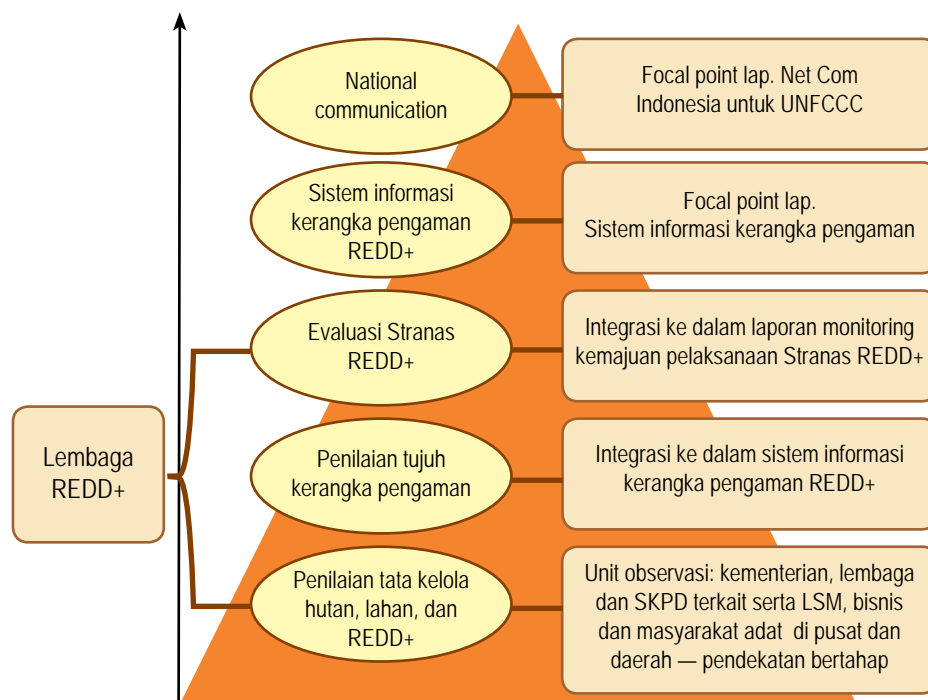 National
communication
Focal point lap. Net Com
Indonesia untuk UNFCCC
Sistem informasi
kerangka pengaman
REDD+
Focal point lap.
Sistem informasi kerangka pengaman
Evaluasi Stranas
REDD+
Integrasi ke dalam laporan monitoring
kemajuan pelaksanaan Stranas REDD+
Lembaga
REDD+
Penilaian tujuh
kerangka pengaman
Integrasi ke dalam sistem informasi
kerangka pengaman REDD+
Penilaian tata kelola
hutan, lahan, dan
REDD+
Unit observasi: kementerian, lembaga
dan SKPD terkait serta LSM, bisnis
dan masyarakat adat di pusat dan
daerah — pendekatan bertahap